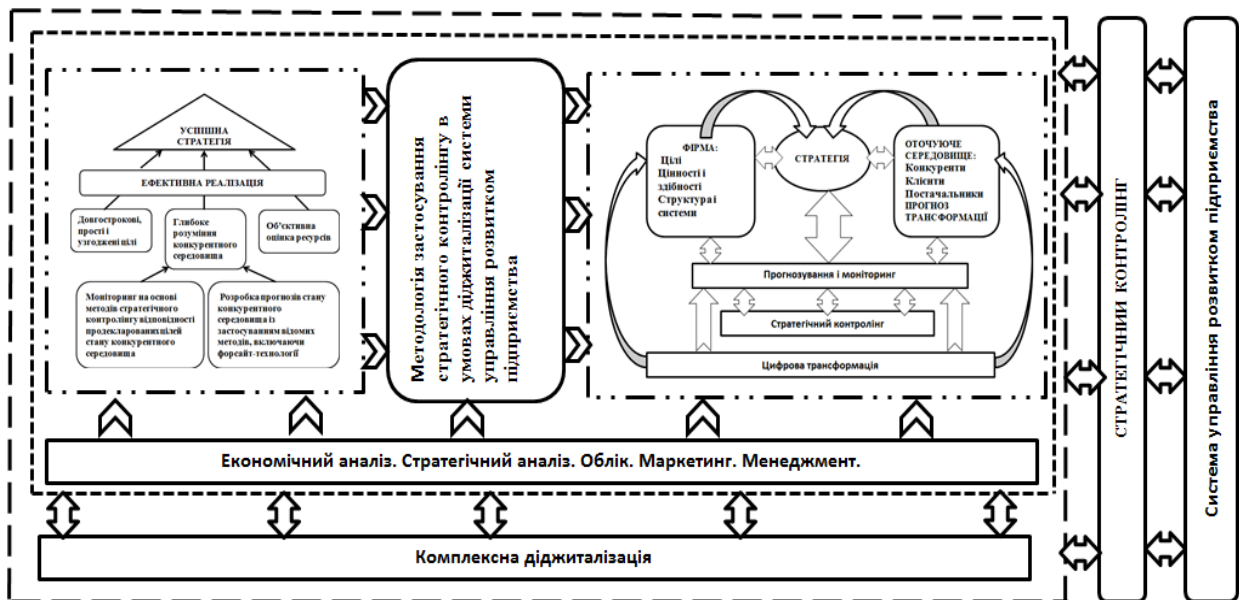 УСПІШНА
СТРАТЕГІЯ
ЕФЕКТИВНА РЕАЛІЗАЦІЯ
Довгострокові,
прості і
узгоджені цілі
Глибоке
розуміння
конкурентного
середовища
Об'єктивна
оцінка ресурсів
Моніторинг на основі
методів стратегічного
контролінгу відповідності
продекларованих цілей
стану конкурентного
середовища
Розробка прогнозів стану
конкурентного
середовища із
застосуванням відомих
методів, включаючи
форсайт-технології
Методологія застосування
стратегічного контролінгу в
умовах діджиталізації системи
управління розвитком
підприємства
ФІРМА:
Цілі
Цінності і
здібності
Структура і
системи
СТРАТЕГІЯ
ОТОЧУЮЧЕ
СЕРЕДОВИЩЕ:
Конкуренти
Клієнти
Постачальники
ПРОГНОЗ
ТРАНСФОРМАЦІЇ
Прогнозування і моніторинг
Стратегічний контролінг
Цифрова трансформація
Економічний аналіз. Стратегічний аналіз. Облік. Маркетинг. Менеджмент.
Комплексна діджиталізація
СТРАТЕГІЧНИЙ КОНТРОЛІНГ
Система управління розвитком підприємства